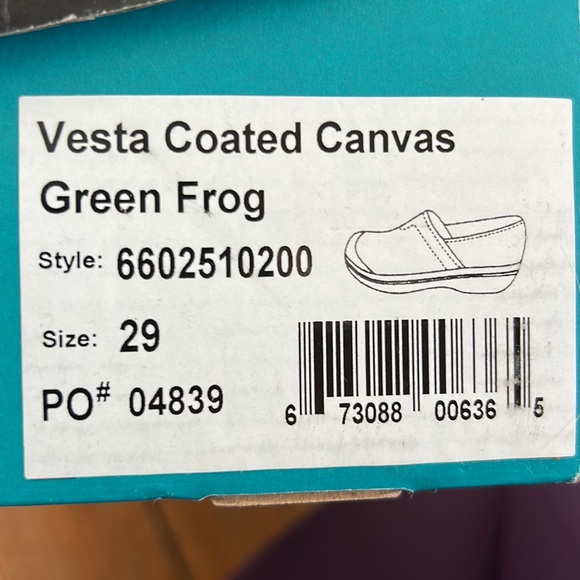 Vesta Coated Canvas
Green Frog
Style: 6602510200
Size: 29
PO# 04839
6 73088 00636 5